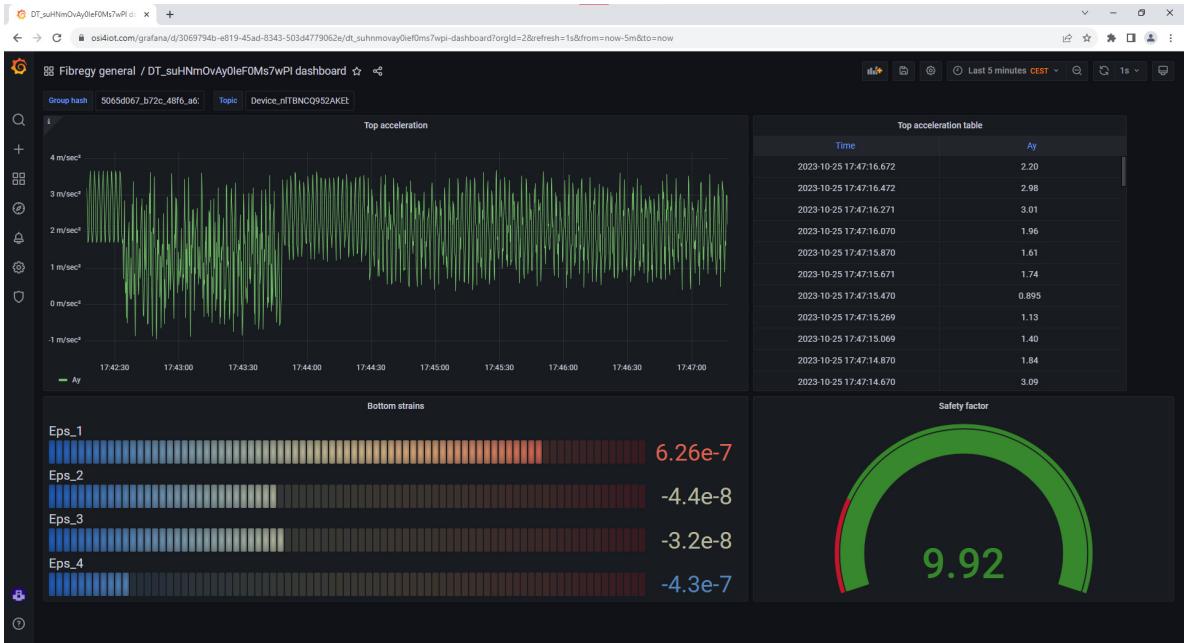 DT_suHNmOvAy0IeF0Ms7wPI da
osi4iot.com/grafana/d/3069794b-e819-45ad-8343-503d4779062e/dt_suhnmovay0ief0ms7wpi-dashboard?orgId=2&refresh=1s&from=now-5m&to=now
Fibregy general / DT_suHNmOvAy0IeF0Ms7wPI dashboard
Last 5 minutes CEST
1s
Group hash 5065d067_b72c_48f6_a6: Topic Device_nlTBNCQ952AKEt
Top acceleration
4 m/sec²
3 m/sec²
2 m/sec²
1 m/sec²
0 m/sec²
-1 m/sec²
17:42:30 17:43:00 17:43:30 17:44:00 17:44:30 17:45:00 17:45:30 17:46:00 17:46:30 17:47:00
Ay
Top acceleration table
Time Ay
2023-10-25 17:47:16.672 2.20
2023-10-25 17:47:16.472 2.98
2023-10-25 17:47:16.271 3.01
2023-10-25 17:47:16.070 1.96
2023-10-25 17:47:15.870 1.61
2023-10-25 17:47:15.671 1.74
2023-10-25 17:47:15.470 0.895
2023-10-25 17:47:15.269 1.13
2023-10-25 17:47:15.069 1.40
2023-10-25 17:47:14.870 1.84
2023-10-25 17:47:14.670 3.09
Bottom strains
Eps_1
6.26e-7
Eps_2
-4.4e-8
Eps_3
-3.2e-8
Eps_4
-4.3e-7
Safety factor
9.92